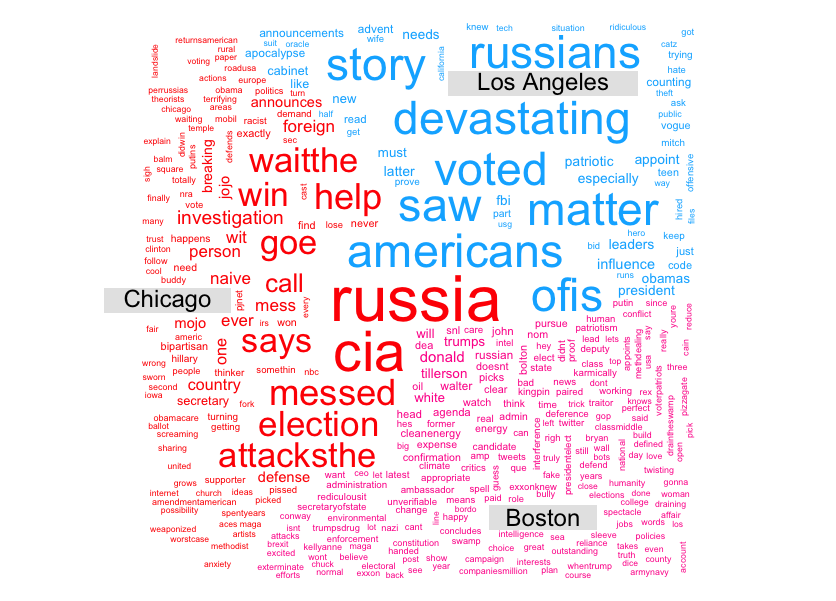 knew tech situation ridiculous
returnsamerican announcements advent needs got
rural suit oracle wife story russians catz
landslide voting paper apocalypse california trying
roadusa cabinet Los Angeles hate
actions europe like counting
perrussias obama politics turn theft
theorists terrifying announces new devastating ask
chicago areas demand half public
waiting mobil racist foreign read vogue
temple exactly get
explain didwin putins defends sec must mitch
balm breaking waitthe latter voted patriotic appoint
sigh square jojo prove especially teen offensive
totally cast way
finally nra win help saw fbi matter hired files
vote part
many investigation find lose never usg hero keep
trust happens wit goe americans bid leaders just
clinton person
follow need naive influence code
cool call runs obamas
buddy russia ofis president
Chicago pjnet mess every putin since
mojo ever irs won human conflict youre reduce
fair americ will snl care john pursue patriotism say really
bipartisan one says cia dea trumps intel nom lead lets usa
hillary donald russian bolton hey didnt proof deputy appoints methdealing cain
wrong people thinker somethin nbc tillerson doesnt elect class top three
sworn country messed picks state karmically
second oil walter clear bad news dont working rex voterpatriots pizzagate
iowa secretary fork white kingpin paired knows
obamacare turning election watch think time trick traitor perfect
ballot getting head agenda real admin deference gop said draintheswamp pick
screaming hes former left twitter classmiddle
cleanenergy energy can righ bryan build
sharing attacksthe big expense candidate interference presidentelect still wall national defined open
confirmation amp tweets truly bots day love
united climate critics que defend twisting
grows supporter defense want ceo let latest appropriate guess fake years close humanity gonna
internet church ideas pissed administration ambassador spell exxonknew elections done woman
amendmentamerican picked rediculousit unverifiable means paid role bully college draining
possibility spentyears secretaryofstate change bordo Boston spectacle affair
weaponized aces maga conway environmental line happy jobs words los
artists isnt trumpsdrug lot nazi cant
worstcase attacks enforcement constitution concludes intelligence sea sleeve policies
methodist brexit kellyanne maga handed swamp choice great reliance takes even
excited wont believe post show outstanding truth county account
anxiety exterminate chuck electoral campaign interests whentrump dice
efforts normal exxon back see year companiesmillion plan course armynavy